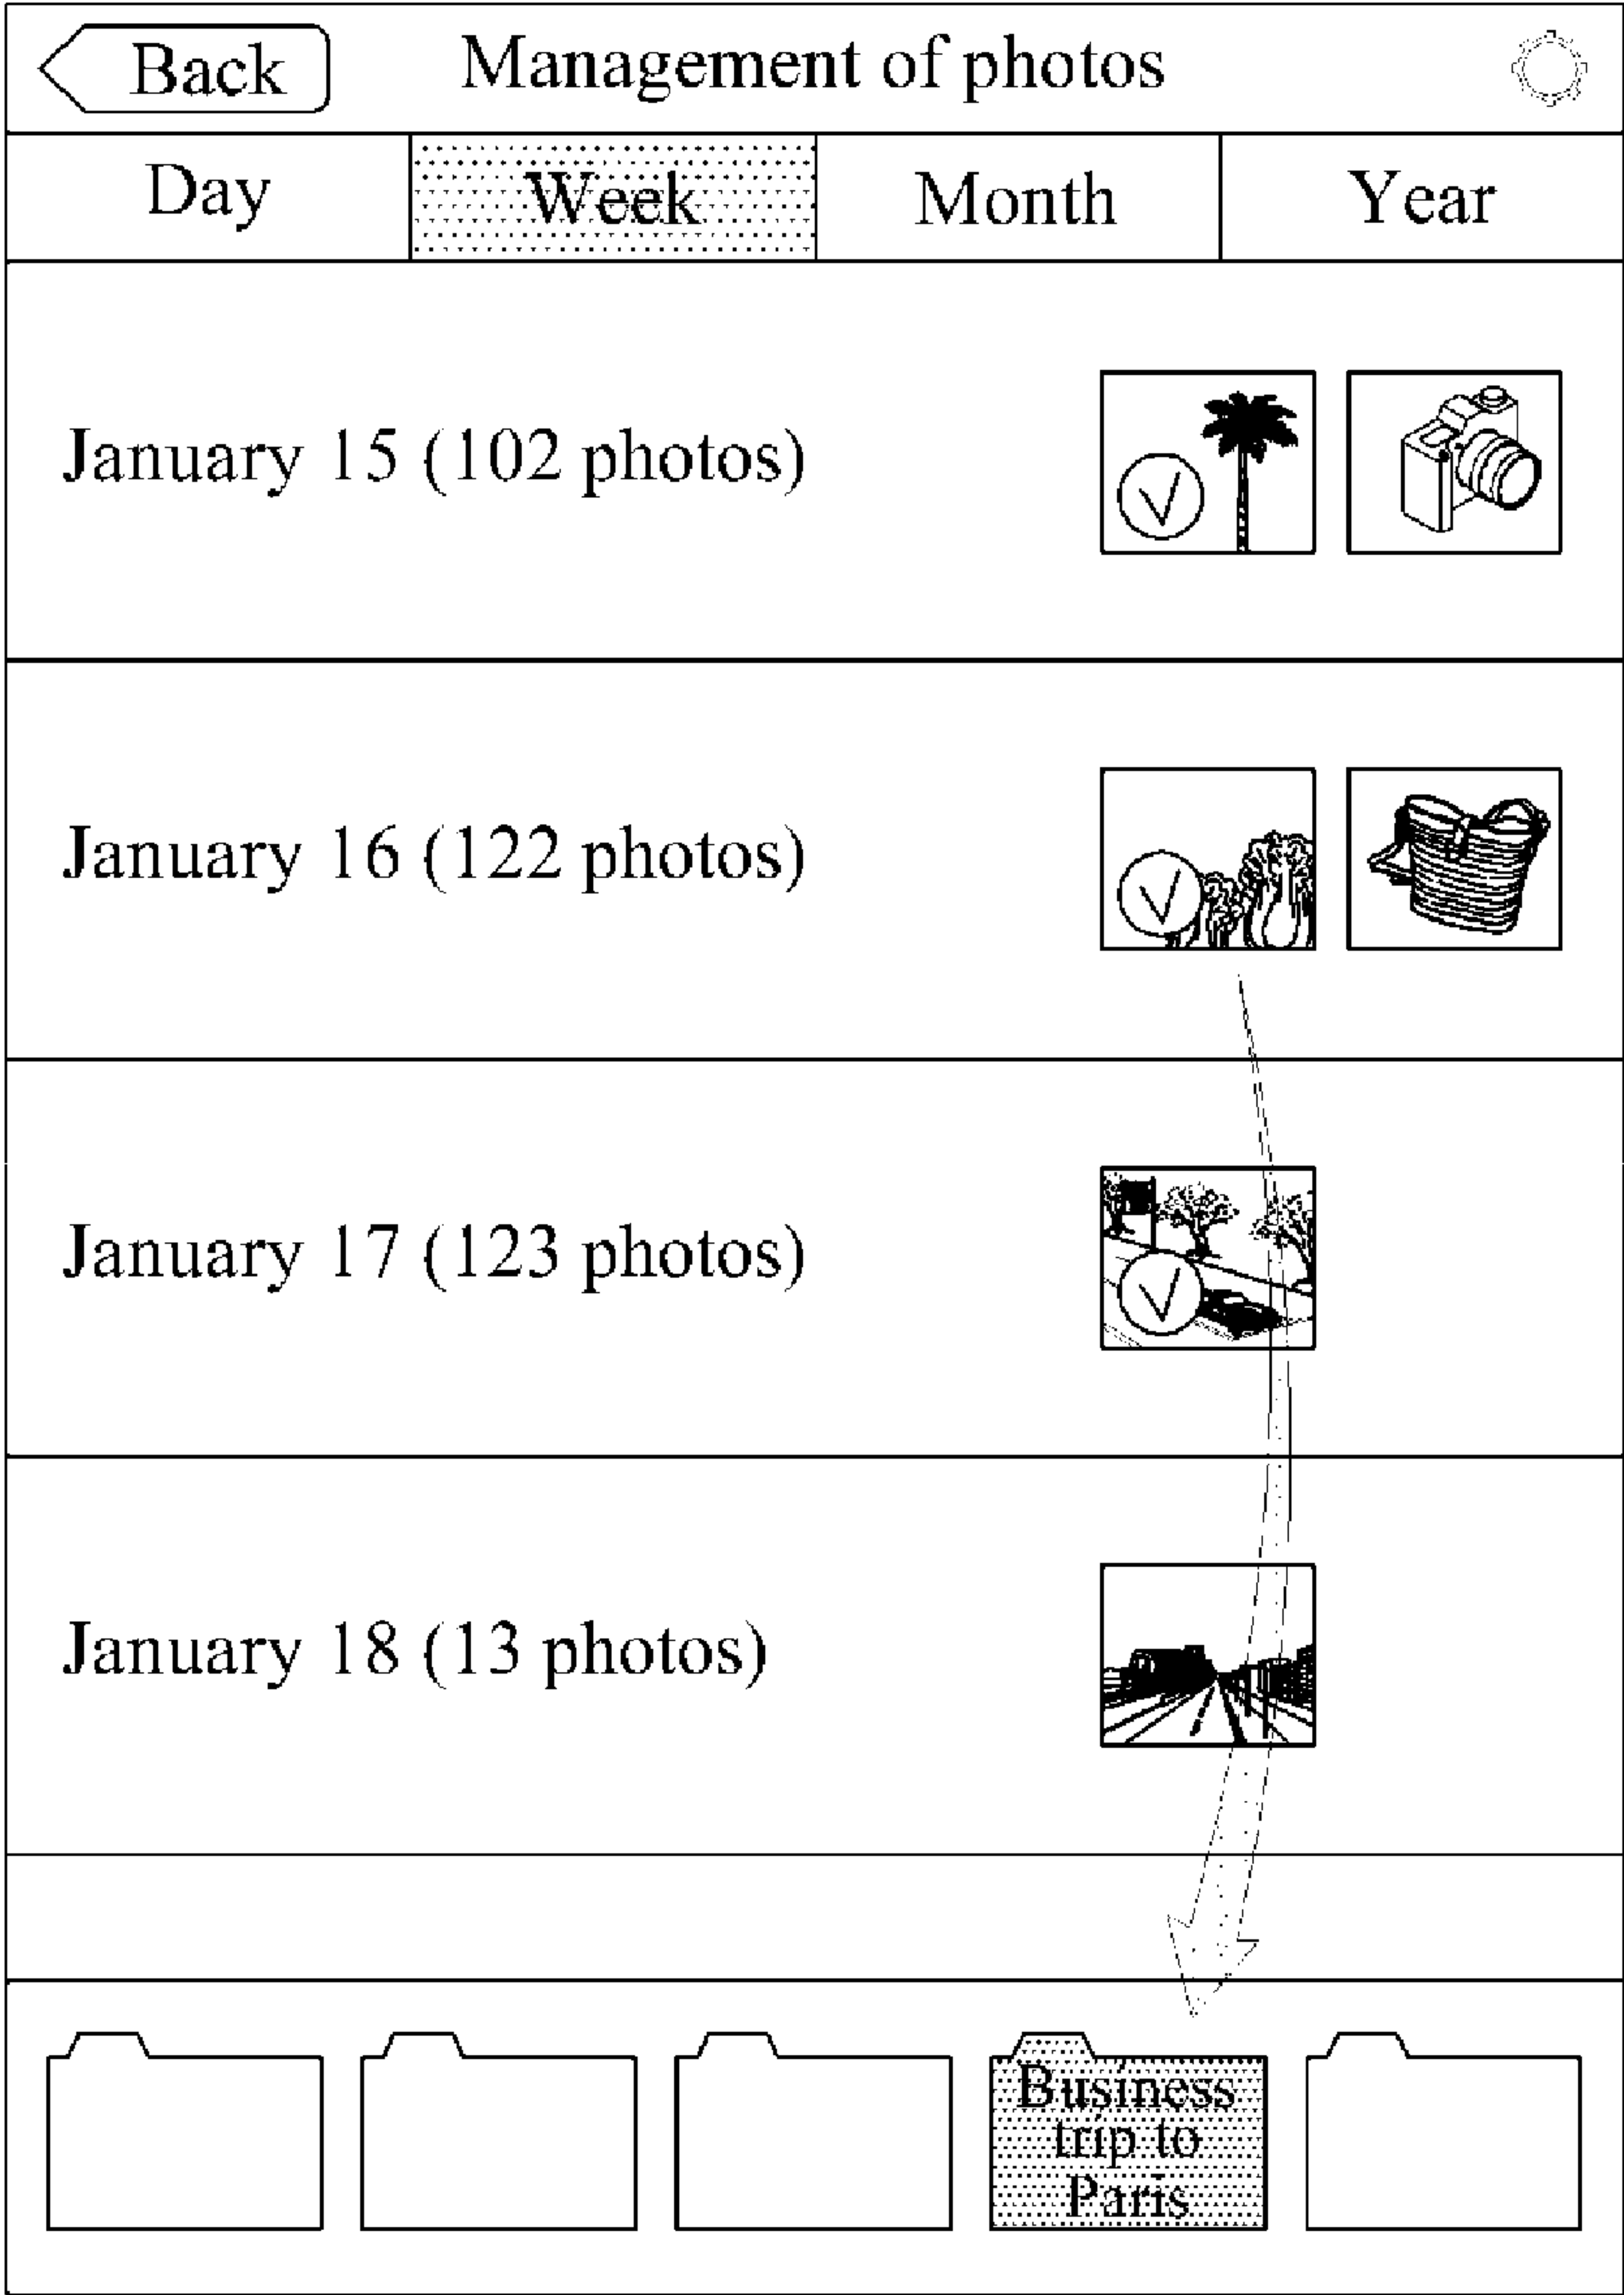 Back
Management of photos
Day
Week
Month
Year
January 15 (102 photos)
January 16 (122 photos)
January 17 (123 photos)
January 18 (13 photos)
Business
trip to
Paris